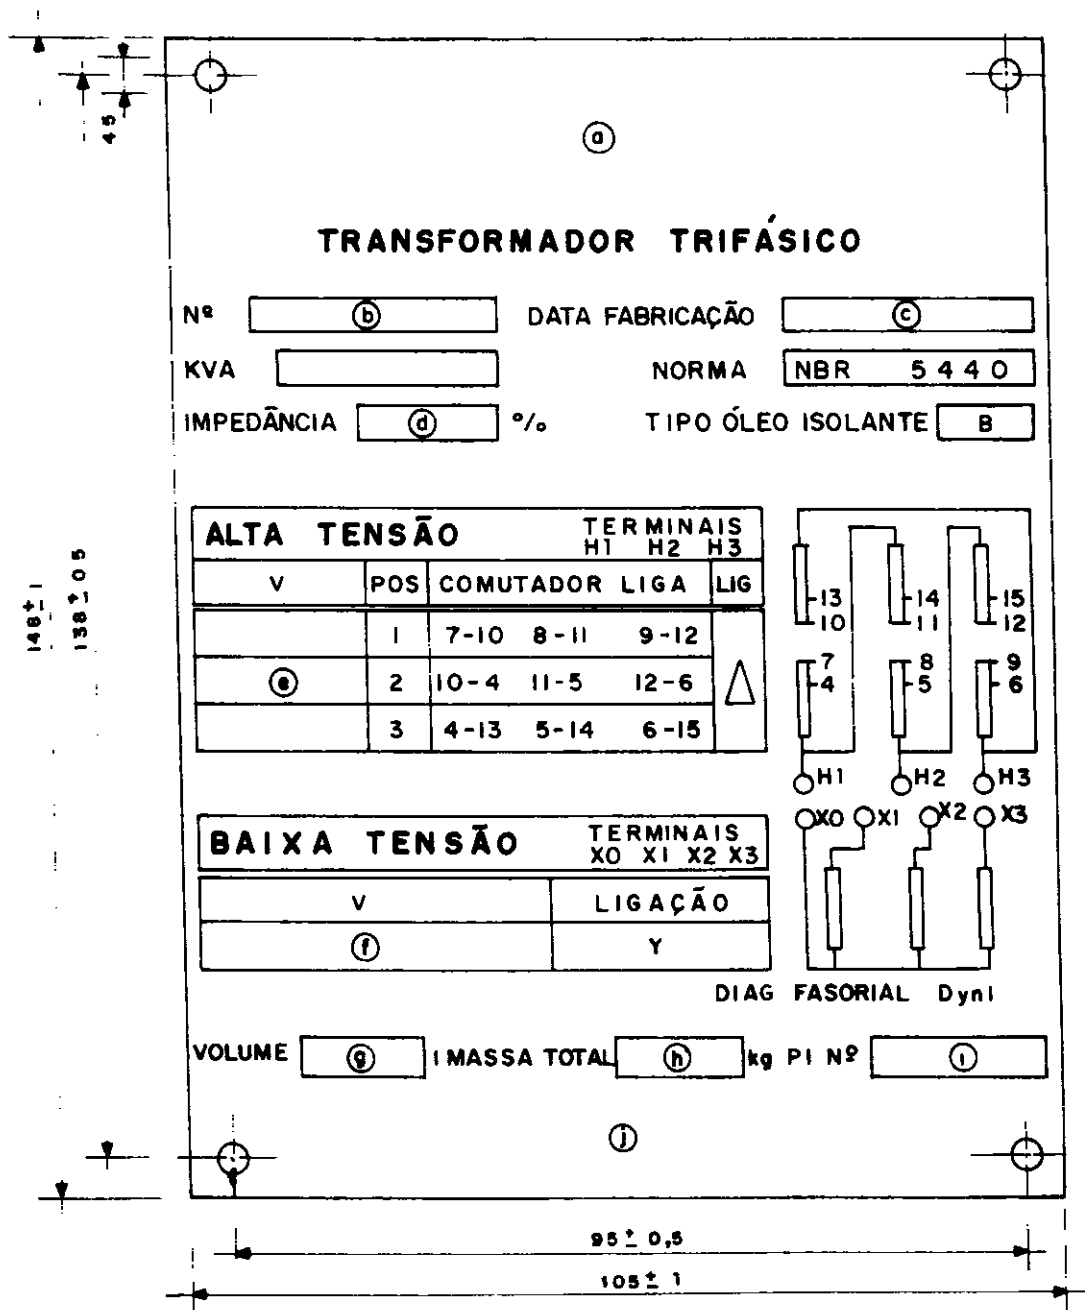 45
ⓐ
TRANSFORMADOR TRIFÁSICO
Nº ⓑ DATA FABRICAÇÃO ⓒ
KVA NORMA NBR 5440
IMPEDÂNCIA ⓓ % TIPO ÓLEO ISOLANTE B
ALTA TENSÃO TERMINAIS
H1 H2 H3
V POS COMUTADOR LIGA LIG
1 7-10 8-11 9-12
ⓔ 2 10-4 11-5 12-6 △
3 4-13 5-14 6-15
13 14 15
10 11 12
7 8 9
4 5 6
H1 H2 H3
X0 X1 X2 X3
BAIXA TENSÃO TERMINAIS
X0 X1 X2 X3
V LIGAÇÃO
ⓕ Y
DIAG FASORIAL Dyn1
VOLUME ⓖ l MASSA TOTAL ⓗ kg PI Nº ⓘ
ⓙ
148 ± 1
138 ± 05
95 ± 0,5
105 ± 1